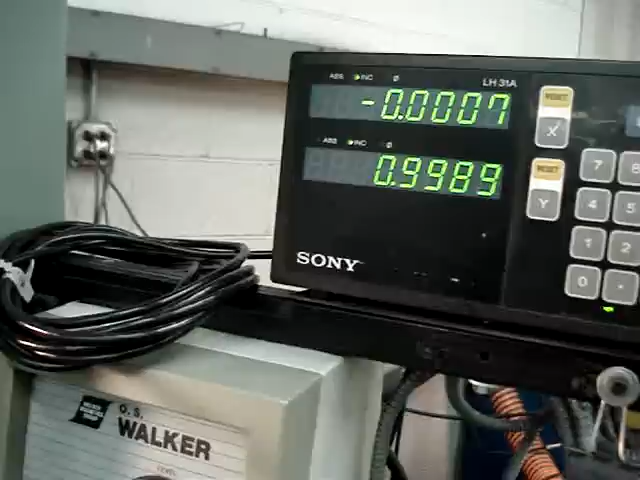 ABS INC Ø LH 31A
-0.0007
RESET
X
ABS INC Ø
0.9989
RESET
Y
7 8
4 5
1 2
0 .
SONY
O. S.
WALKER